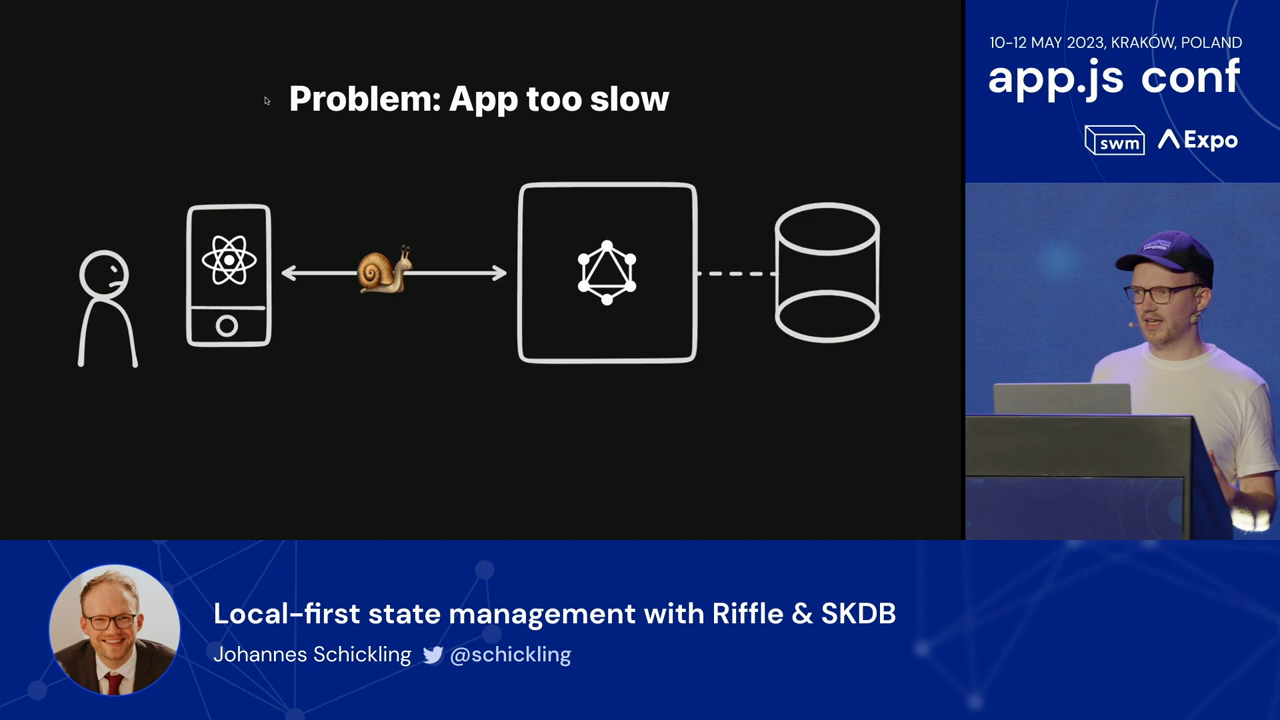 Problem: App too slow
10-12 MAY 2023, KRAKÓW, POLAND
app.js conf
swm
Expo
Local-first state management with Riffle & SKDB
Johannes Schickling @schickling